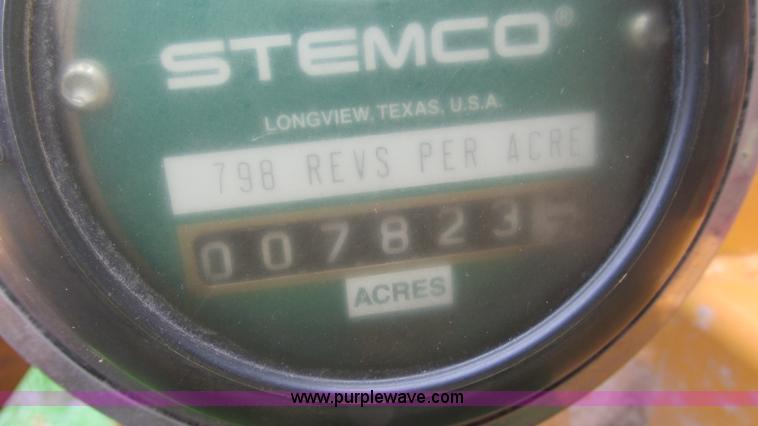 STEMCO®
LONGVIEW, TEXAS, U.S.A.
798 REVS PER ACRE
007823
ACRES
www.purplewave.com